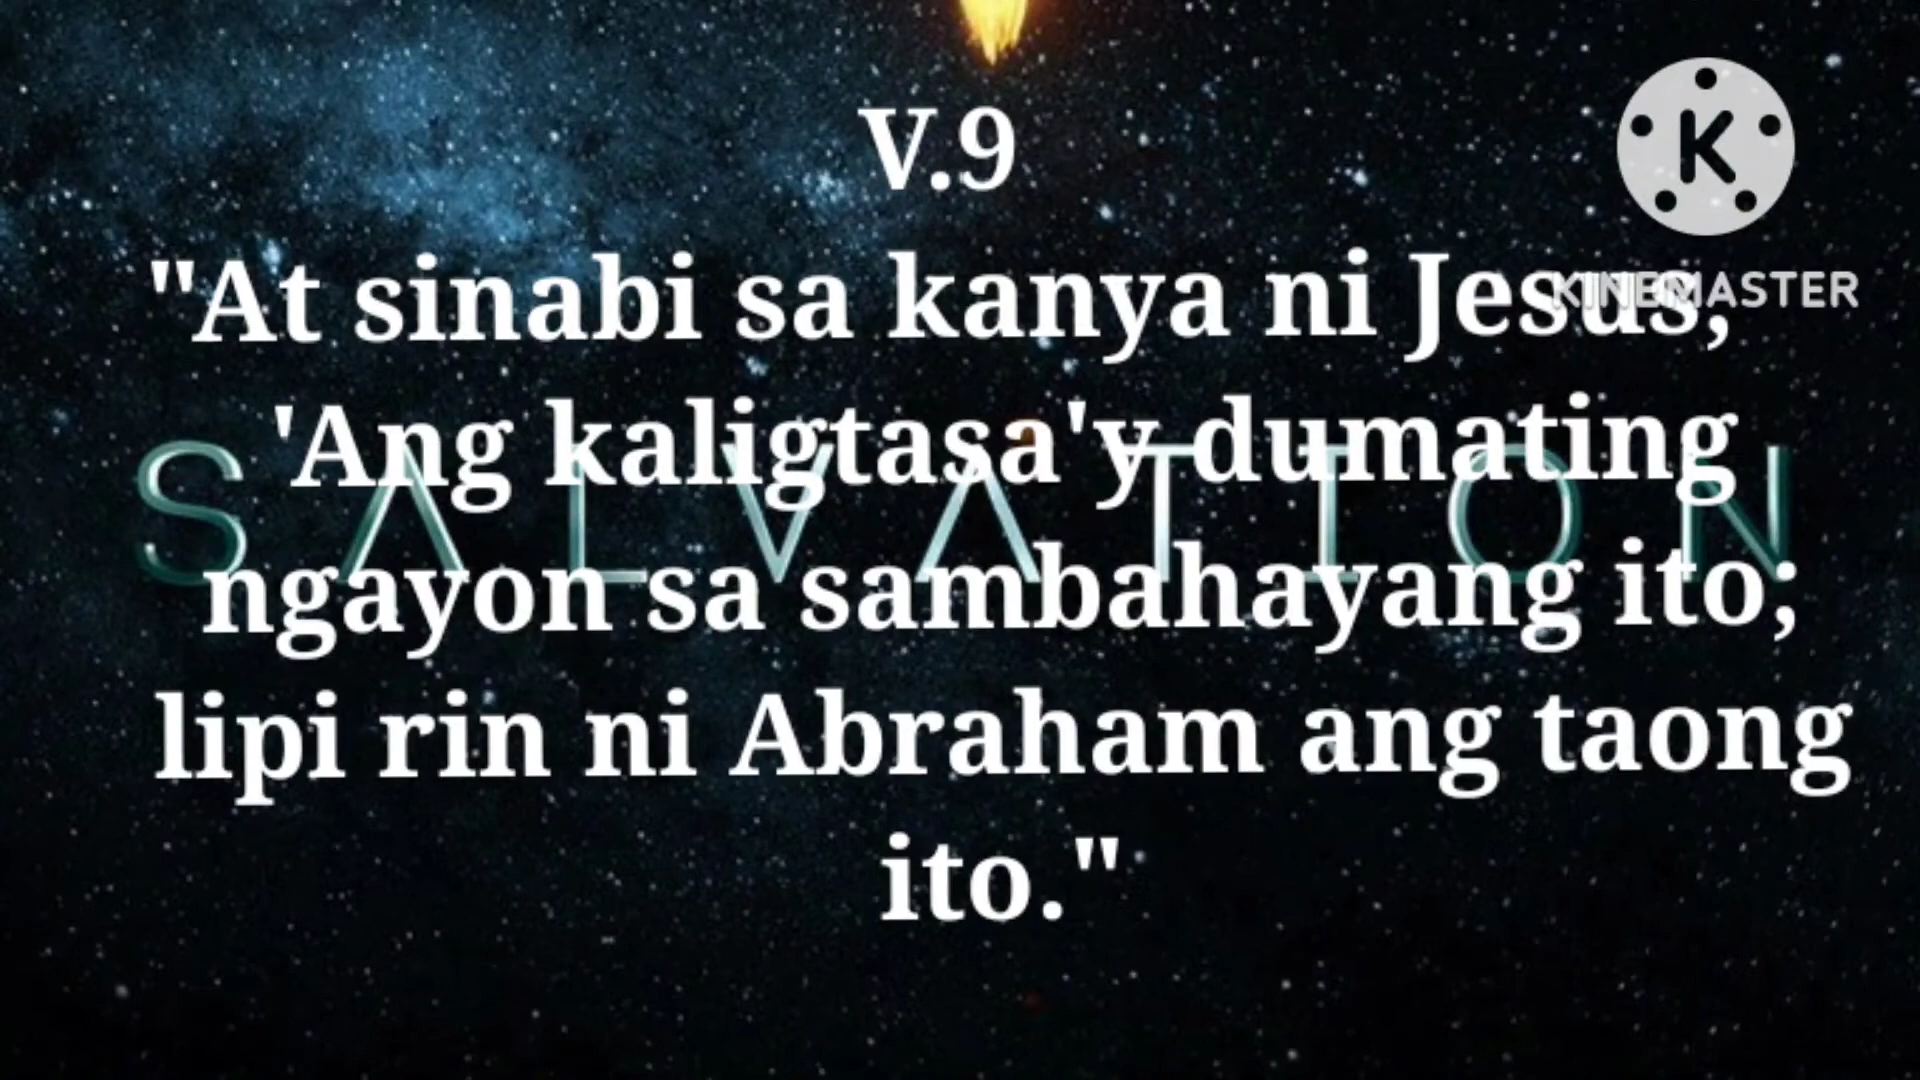 V.9
"At sinabi sa kanya ni Jesus,
'Ang kaligtasa'y dumating
ngayon sa sambahayang ito;
lipi rin ni Abraham ang taong
ito."
SALVATION
K
KINEMASTER